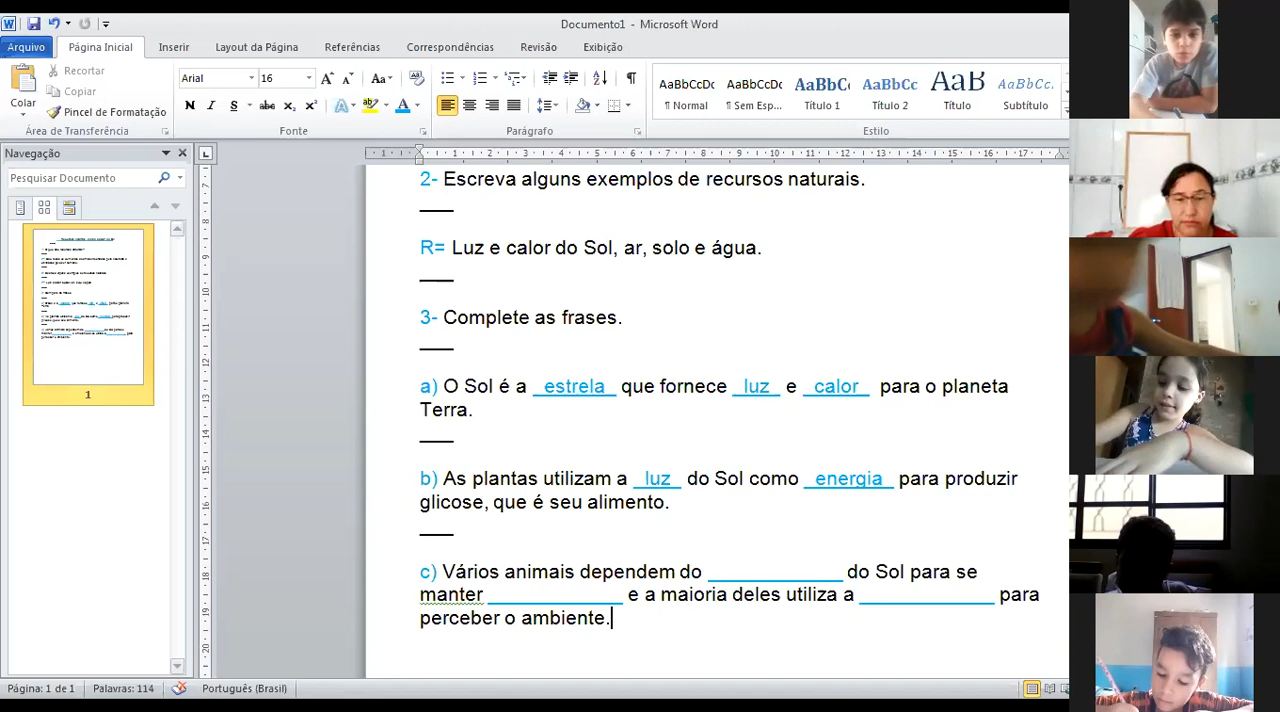 Documento1 - Microsoft Word
Arquivo Página Inicial Inserir Layout da Página Referências Correspondências Revisão Exibição
Colar
Recortar
Copiar
Pincel de Formatação
Área de Transferência
Arial 16
Fonte
Parágrafo
AaBbCcDc AaBbCcDc AaBbC AaBbCc AaB AaBbCc.
¶ Normal ¶ Sem Esp... Título 1 Título 2 Título Subtítulo
Estilo
Navegação
Pesquisar Documento
1
2- Escreva alguns exemplos de recursos naturais.
R= Luz e calor do Sol, ar, solo e água.
3- Complete as frases.
a) O Sol é a estrela que fornece luz e calor para o planeta
Terra.
b) As plantas utilizam a luz do Sol como energia para produzir
glicose, que é seu alimento.
c) Vários animais dependem do ____________ do Sol para se
manter ____________ e a maioria deles utiliza a ____________ para
perceber o ambiente.
Página: 1 de 1 Palavras: 114 Português (Brasil)